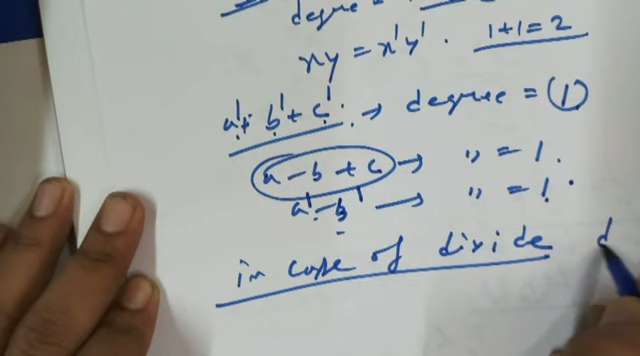 degree =
xy = x¹y¹. 1+1=2
a¹+b¹+c¹. → degree = (1)
a-b+c → " = 1.
a¹-b¹ → " = 1.
in case of divide d